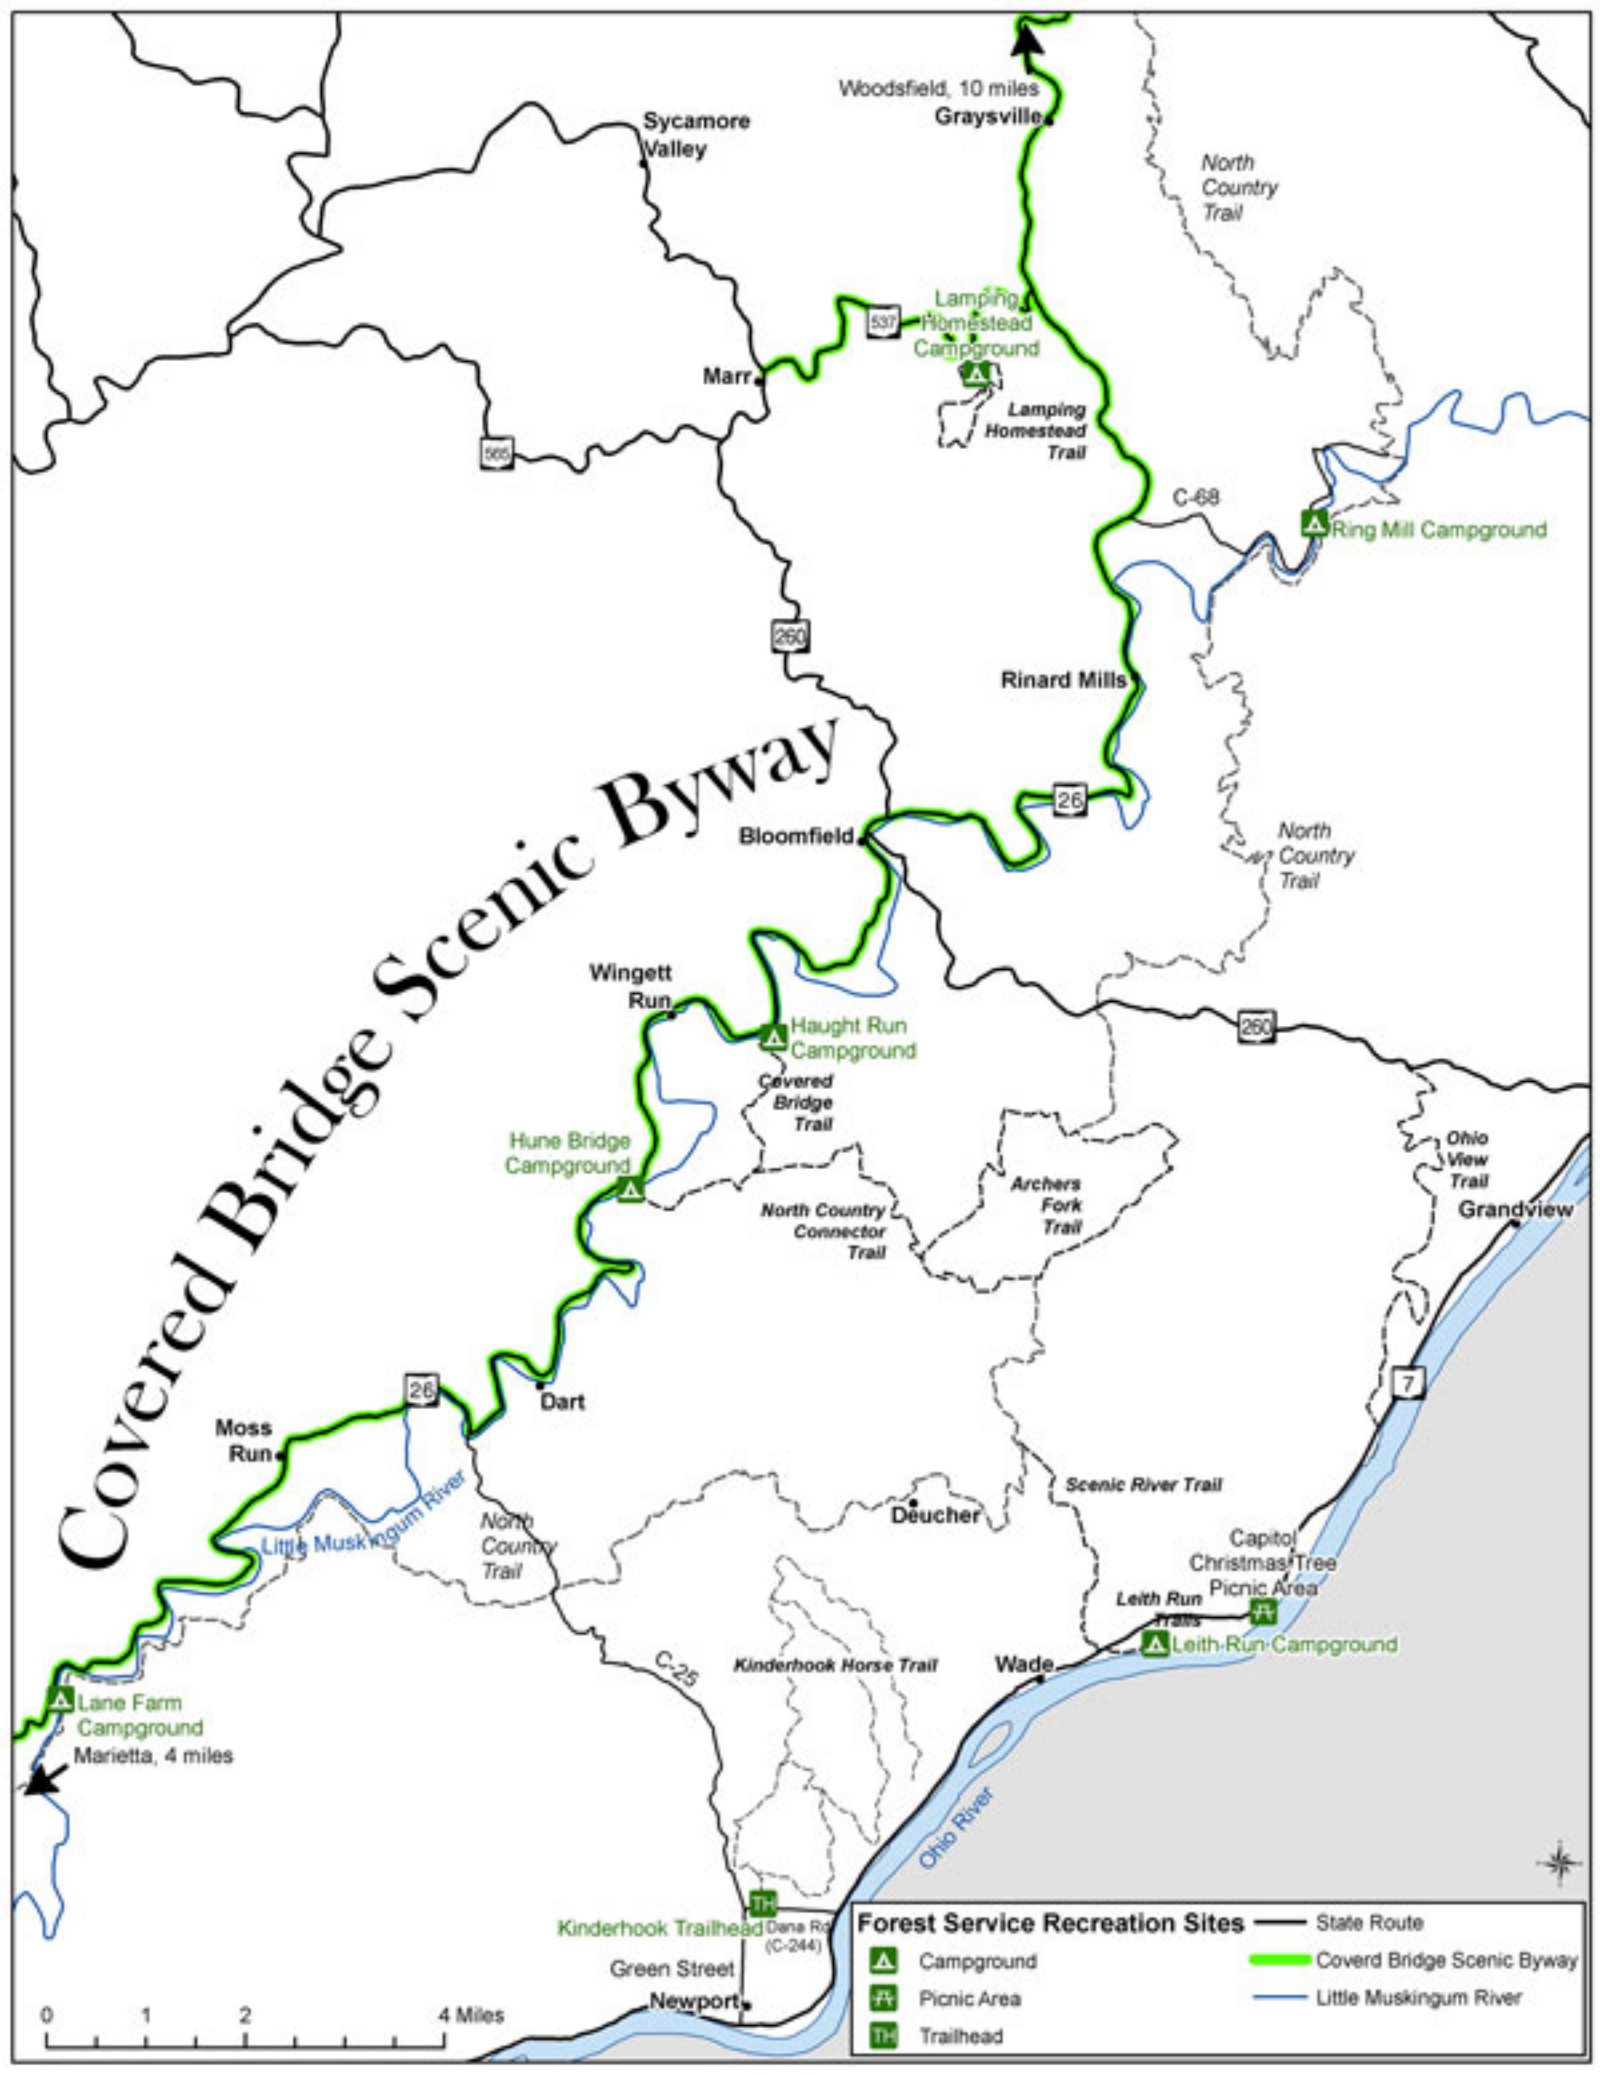 Woodsfield, 10 miles
Graysville
Sycamore
Valley
North
Country
Trail
Lamping
Homestead
Campground
537
Marr
Lamping
Homestead
Trail
565
C-68
Ring Mill Campground
260
Rinard Mills
26
Bloomfield
North
Country
Trail
Covered Bridge Scenic Byway
Wingett
Run
Haught Run
Campground
260
Covered
Bridge
Trail
Hune Bridge
Campground
Ohio
View
Trail
Archers
Fork
Trail
Grandview
North Country
Connector
Trail
26
Dart
7
Moss
Run
Scenic River Trail
Little Muskingum River
Deucher
North
Country
Trail
Capitol
Christmas Tree
Picnic Area
Leith Run
Trails
Leith Run Campground
Wade
Kinderhook Horse Trail
C-25
Lane Farm
Campground
Marietta, 4 miles
Ohio River
TH
Kinderhook Trailhead
Dana Rd
(C-244)
Green Street
Newport
0 1 2 4 Miles
Forest Service Recreation Sites
Campground
Picnic Area
TH Trailhead
State Route
Coverd Bridge Scenic Byway
Little Muskingum River